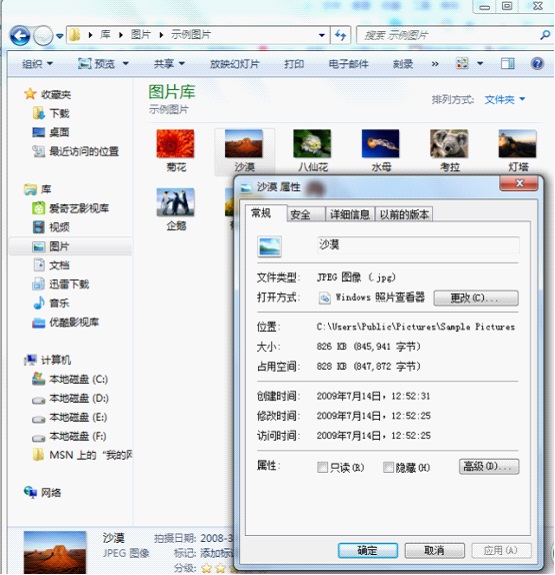 库 ▸ 图片 ▸ 示例图片
搜索 示例图片
组织 预览 共享 放映幻灯片 打印 电子邮件 刻录 »
收藏夹
下载
桌面
最近访问的位置
库
爱奇艺影视库
视频
图片
文档
迅雷下载
音乐
优酷影视库
计算机
本地磁盘 (C:)
本地磁盘 (D:)
本地磁盘 (E:)
本地磁盘 (F:)
MSN 上的“我的网
网络
图片库
示例图片
排列方式: 文件夹
菊花 沙漠 八仙花 水母 考拉 灯塔
企鹅
沙漠 属性
常规 安全 详细信息 以前的版本
沙漠
文件类型: JPEG 图像 (.jpg)
打开方式: Windows 照片查看器 更改(C)...
位置: C:\Users\Public\Pictures\Sample Pictures
大小: 826 KB (845,941 字节)
占用空间: 828 KB (847,872 字节)
创建时间: 2009年7月14日，12:52:31
修改时间: 2009年7月14日，12:52:25
访问时间: 2009年7月14日，12:52:25
属性: 只读(R) 隐藏(H) 高级(D)...
确定 取消 应用(A)
沙漠 拍摄日期: 2008-3
JPEG 图像 标记: 添加标
分级: